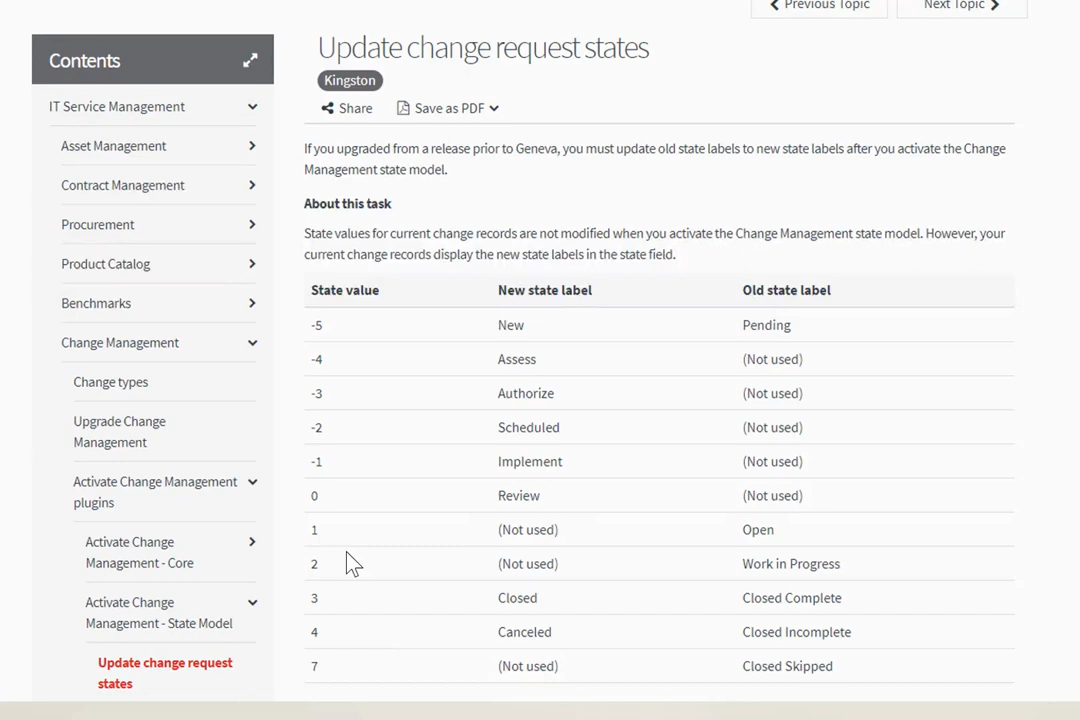 Previous Topic
Next Topic
Contents
IT Service Management
Asset Management
Contract Management
Procurement
Product Catalog
Benchmarks
Change Management
Change types
Upgrade Change
Management
Activate Change Management
plugins
Activate Change
Management - Core
Activate Change
Management - State Model
Update change request
states
Update change request states
Kingston
Share Save as PDF
If you upgraded from a release prior to Geneva, you must update old state labels to new state labels after you activate the Change
Management state model.
About this task
State values for current change records are not modified when you activate the Change Management state model. However, your
current change records display the new state labels in the state field.
State value New state label Old state label
-5 New Pending
-4 Assess (Not used)
-3 Authorize (Not used)
-2 Scheduled (Not used)
-1 Implement (Not used)
0 Review (Not used)
1 (Not used) Open
2 (Not used) Work in Progress
3 Closed Closed Complete
4 Canceled Closed Incomplete
7 (Not used) Closed Skipped